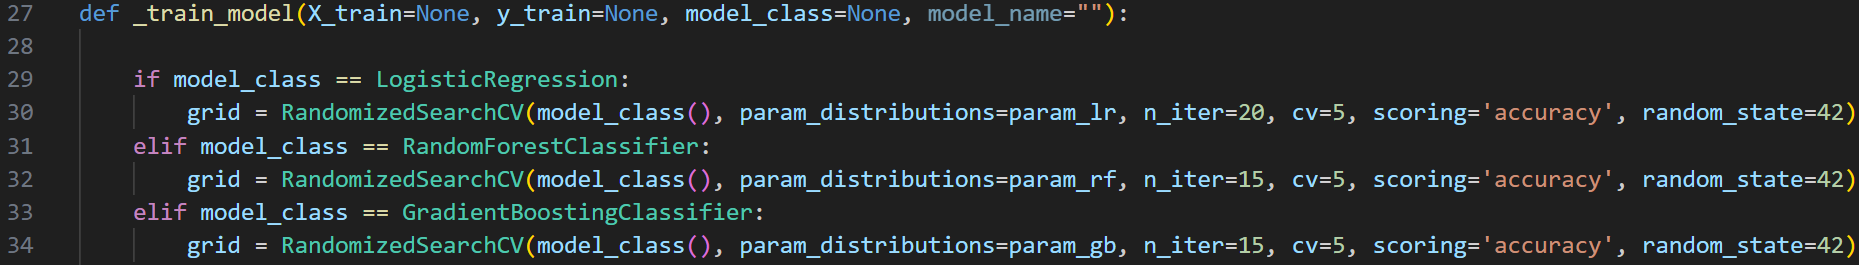 27 def _train_model(X_train=None, y_train=None, model_class=None, model_name=""):
28
29 if model_class == LogisticRegression:
30 grid = RandomizedSearchCV(model_class(), param_distributions=param_lr, n_iter=20, cv=5, scoring='accuracy', random_state=42)
31 elif model_class == RandomForestClassifier:
32 grid = RandomizedSearchCV(model_class(), param_distributions=param_rf, n_iter=15, cv=5, scoring='accuracy', random_state=42)
33 elif model_class == GradientBoostingClassifier:
34 grid = RandomizedSearchCV(model_class(), param_distributions=param_gb, n_iter=15, cv=5, scoring='accuracy', random_state=42)